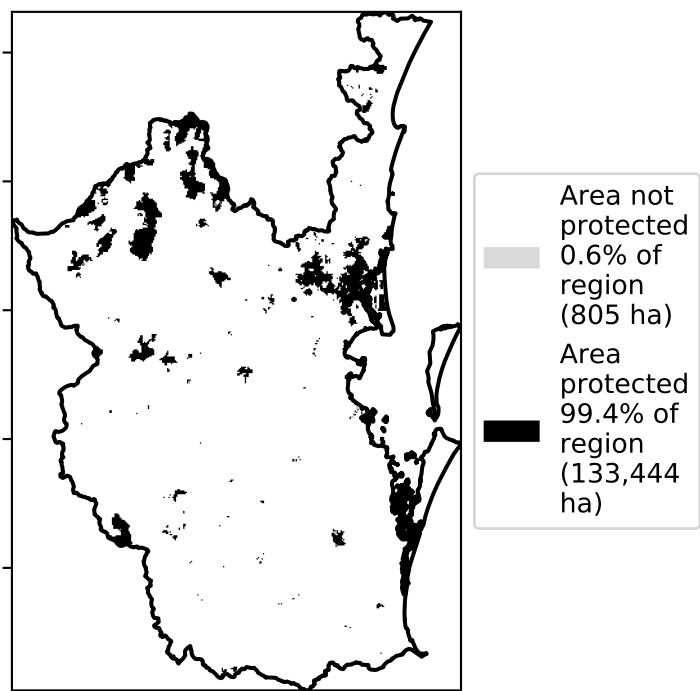 Area not
protected
0.6% of
region
(805 ha)
Area
protected
99.4% of
region
(133,444
ha)